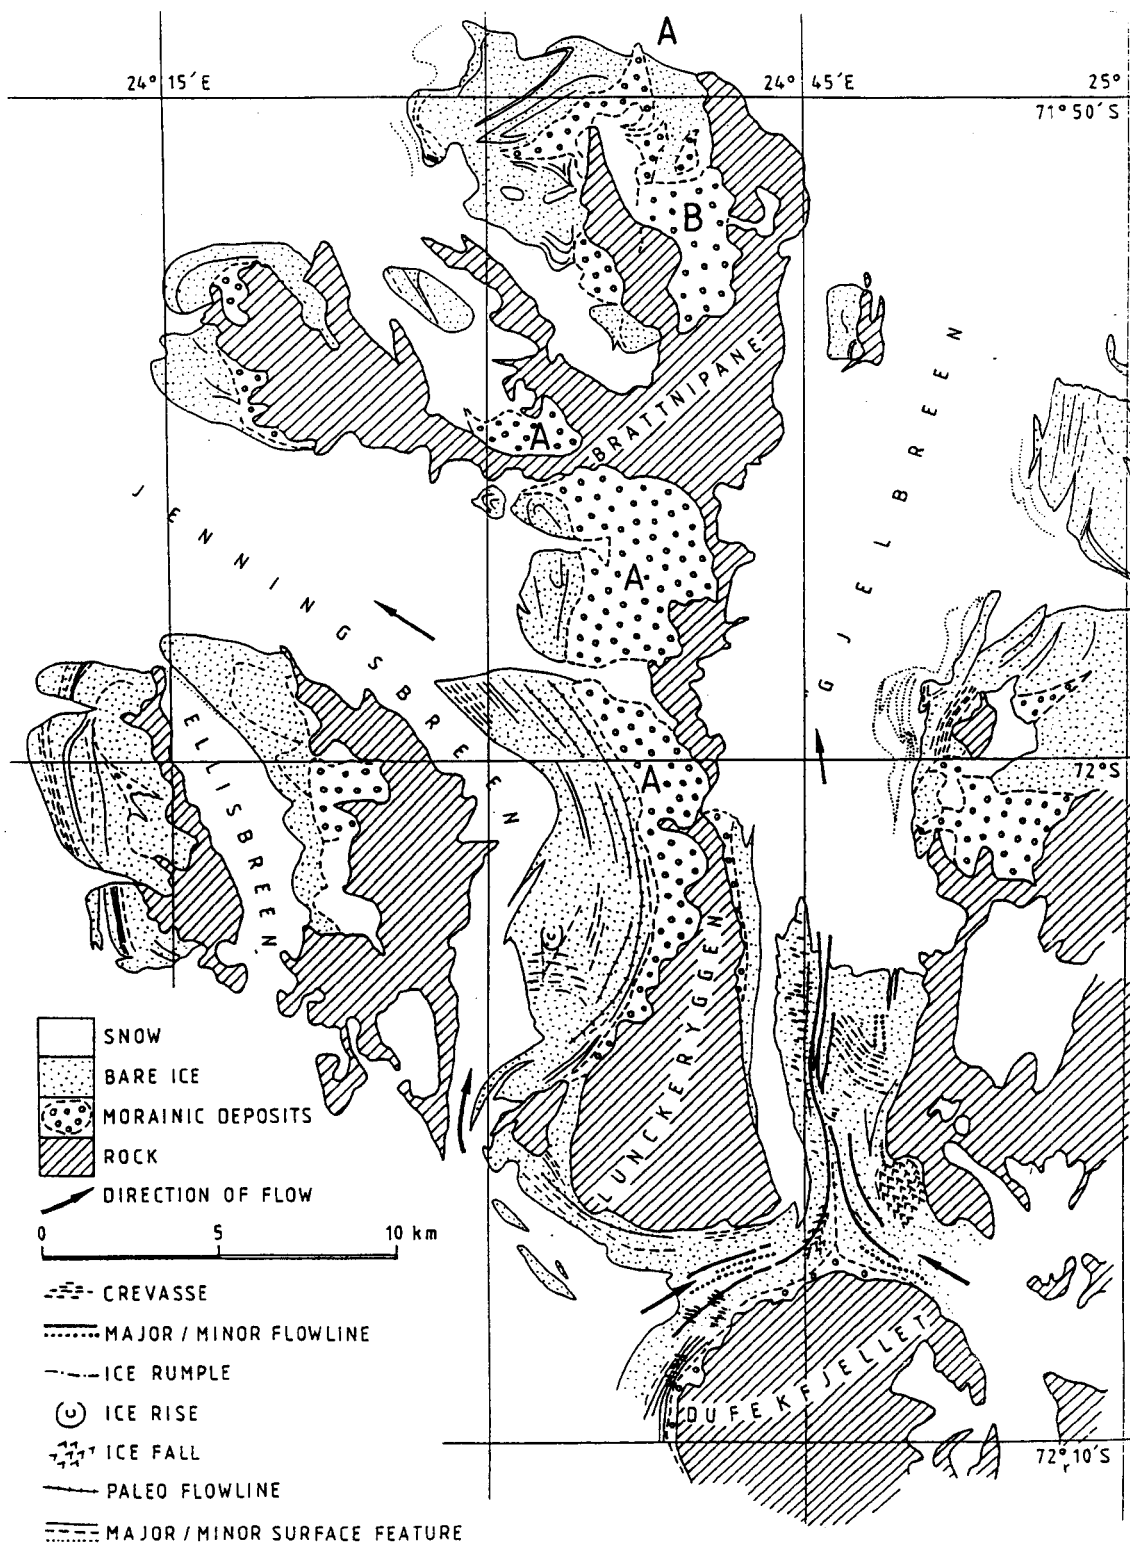 A
24° 15′ E
24° 45′ E
25°
71° 50′ S
B
BRATTNIPANE
A
JENNINGSBREEN
GJELBREEN
A
ELLISBREEN
A
72° S
LUNCKERYGGEN
SNOW
BARE ICE
MORAINIC DEPOSITS
ROCK
DIRECTION OF FLOW
0 5 10 km
CREVASSE
MAJOR / MINOR FLOWLINE
ICE RUMPLE
ICE RISE
ICE FALL
PALEO FLOWLINE
MAJOR / MINOR SURFACE FEATURE
DUFEKFJELLET
72° 10′ S